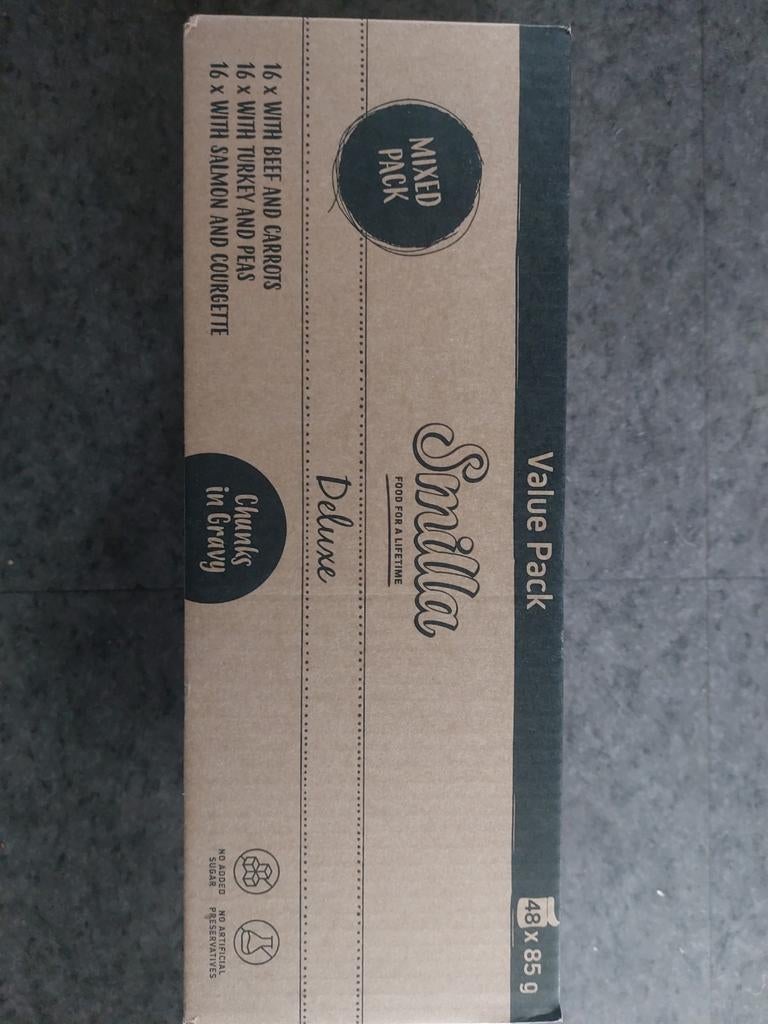 Value Pack
48 x 85 g
MIXED
PACK
Smilla
FOOD FOR A LIFETIME
Deluxe
16 x WITH BEEF AND CARROTS
16 x WITH TURKEY AND PEAS
16 x WITH SALMON AND COURGETTE
Chunks
in Gravy
NO ADDED
SUGAR
NO ARTIFICIAL
PRESERVATIVES